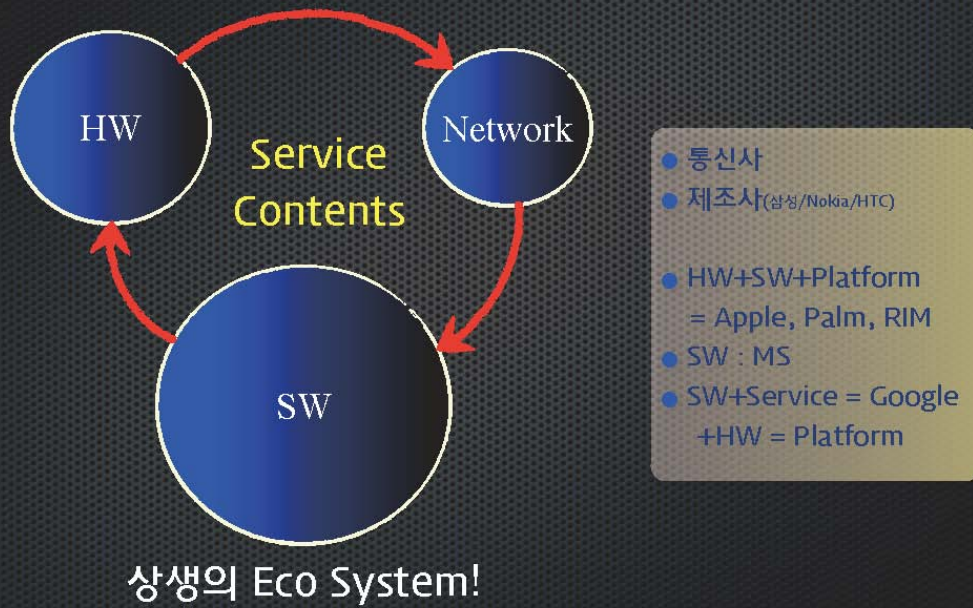 HW
Network
Service
Contents
SW
상생의 Eco System!
● 통신사
● 제조사(삼성/Nokia/HTC)
● HW+SW+Platform
= Apple, Palm, RIM
● SW : MS
● SW+Service = Google
+HW = Platform